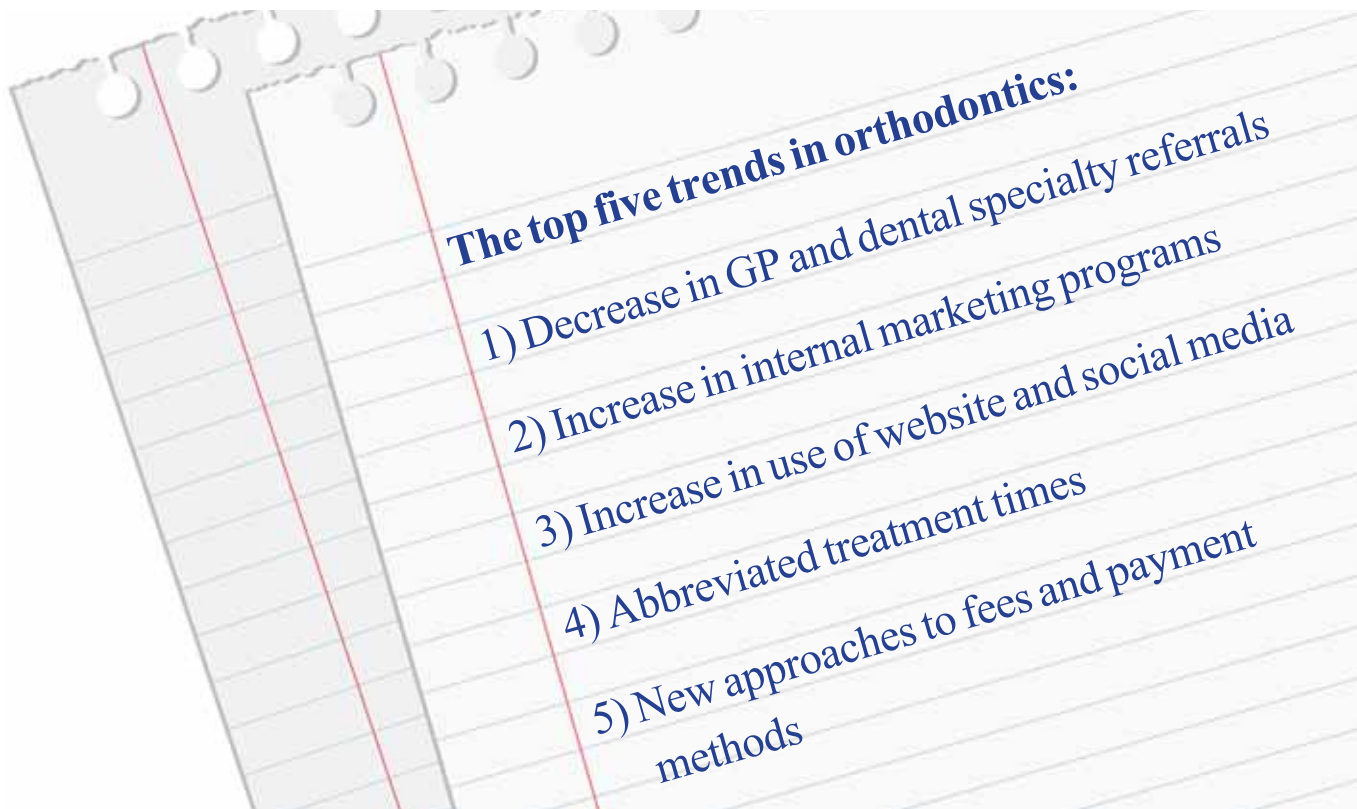 The top five trends in orthodontics:
1) Decrease in GP and dental specialty referrals
2) Increase in internal marketing programs
3) Increase in use of website and social media
4) Abbreviated treatment times
5) New approaches to fees and payment
methods